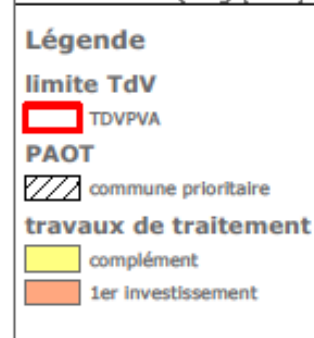 Légende
limite TdV
TDVPVA
PAOT
commune prioritaire
travaux de traitement
complément
1er investissement